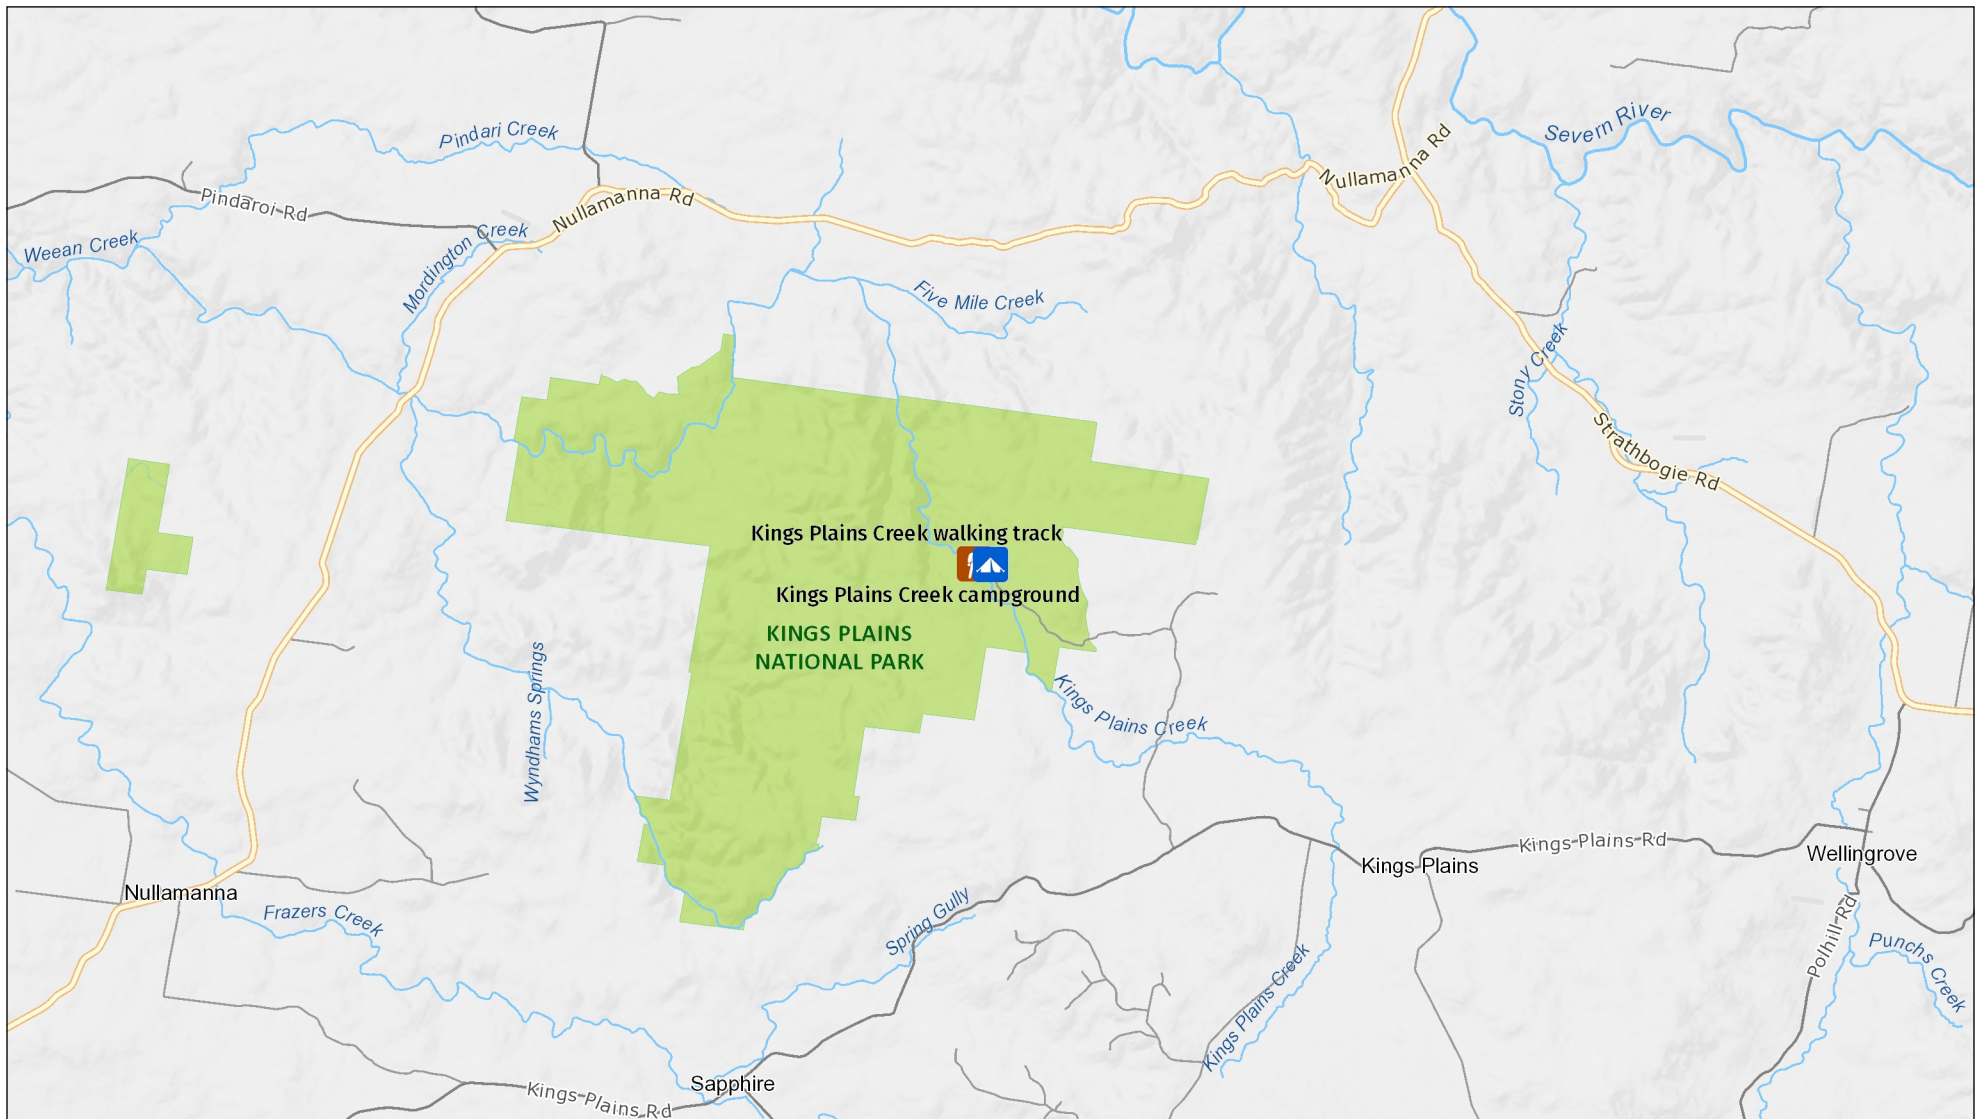 Pindari Creek
Severn River
Nullamanna Rd
Pindaroi Rd
Nullamanna Rd
Weean Creek
Mordington Creek
Five Mile Creek
Stony Creek
Strathbogie Rd
Kings Plains Creek walking track
Kings Plains Creek campground
KINGS PLAINS
NATIONAL PARK
Wyndhams Springs
Kings Plains Creek
Kings Plains Rd
Wellingrove
Kings Plains
Nullamanna
Frazers Creek
Spring Gully
Polhill Rd
Punchs Creek
Kings Plains Creek
Sapphire
Kings Plains Rd